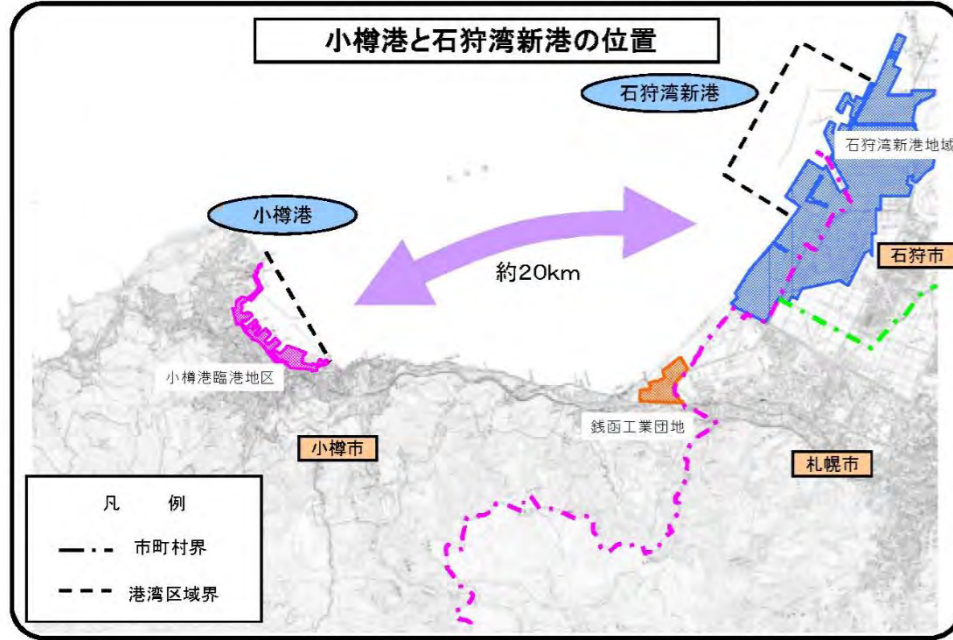 小樽港と石狩湾新港の位置
石狩湾新港
石狩湾新港地域
小樽港
石狩市
約20km
小樽港臨港地区
銭函工業団地
小樽市
札幌市
凡　例
市町村界
港湾区域界